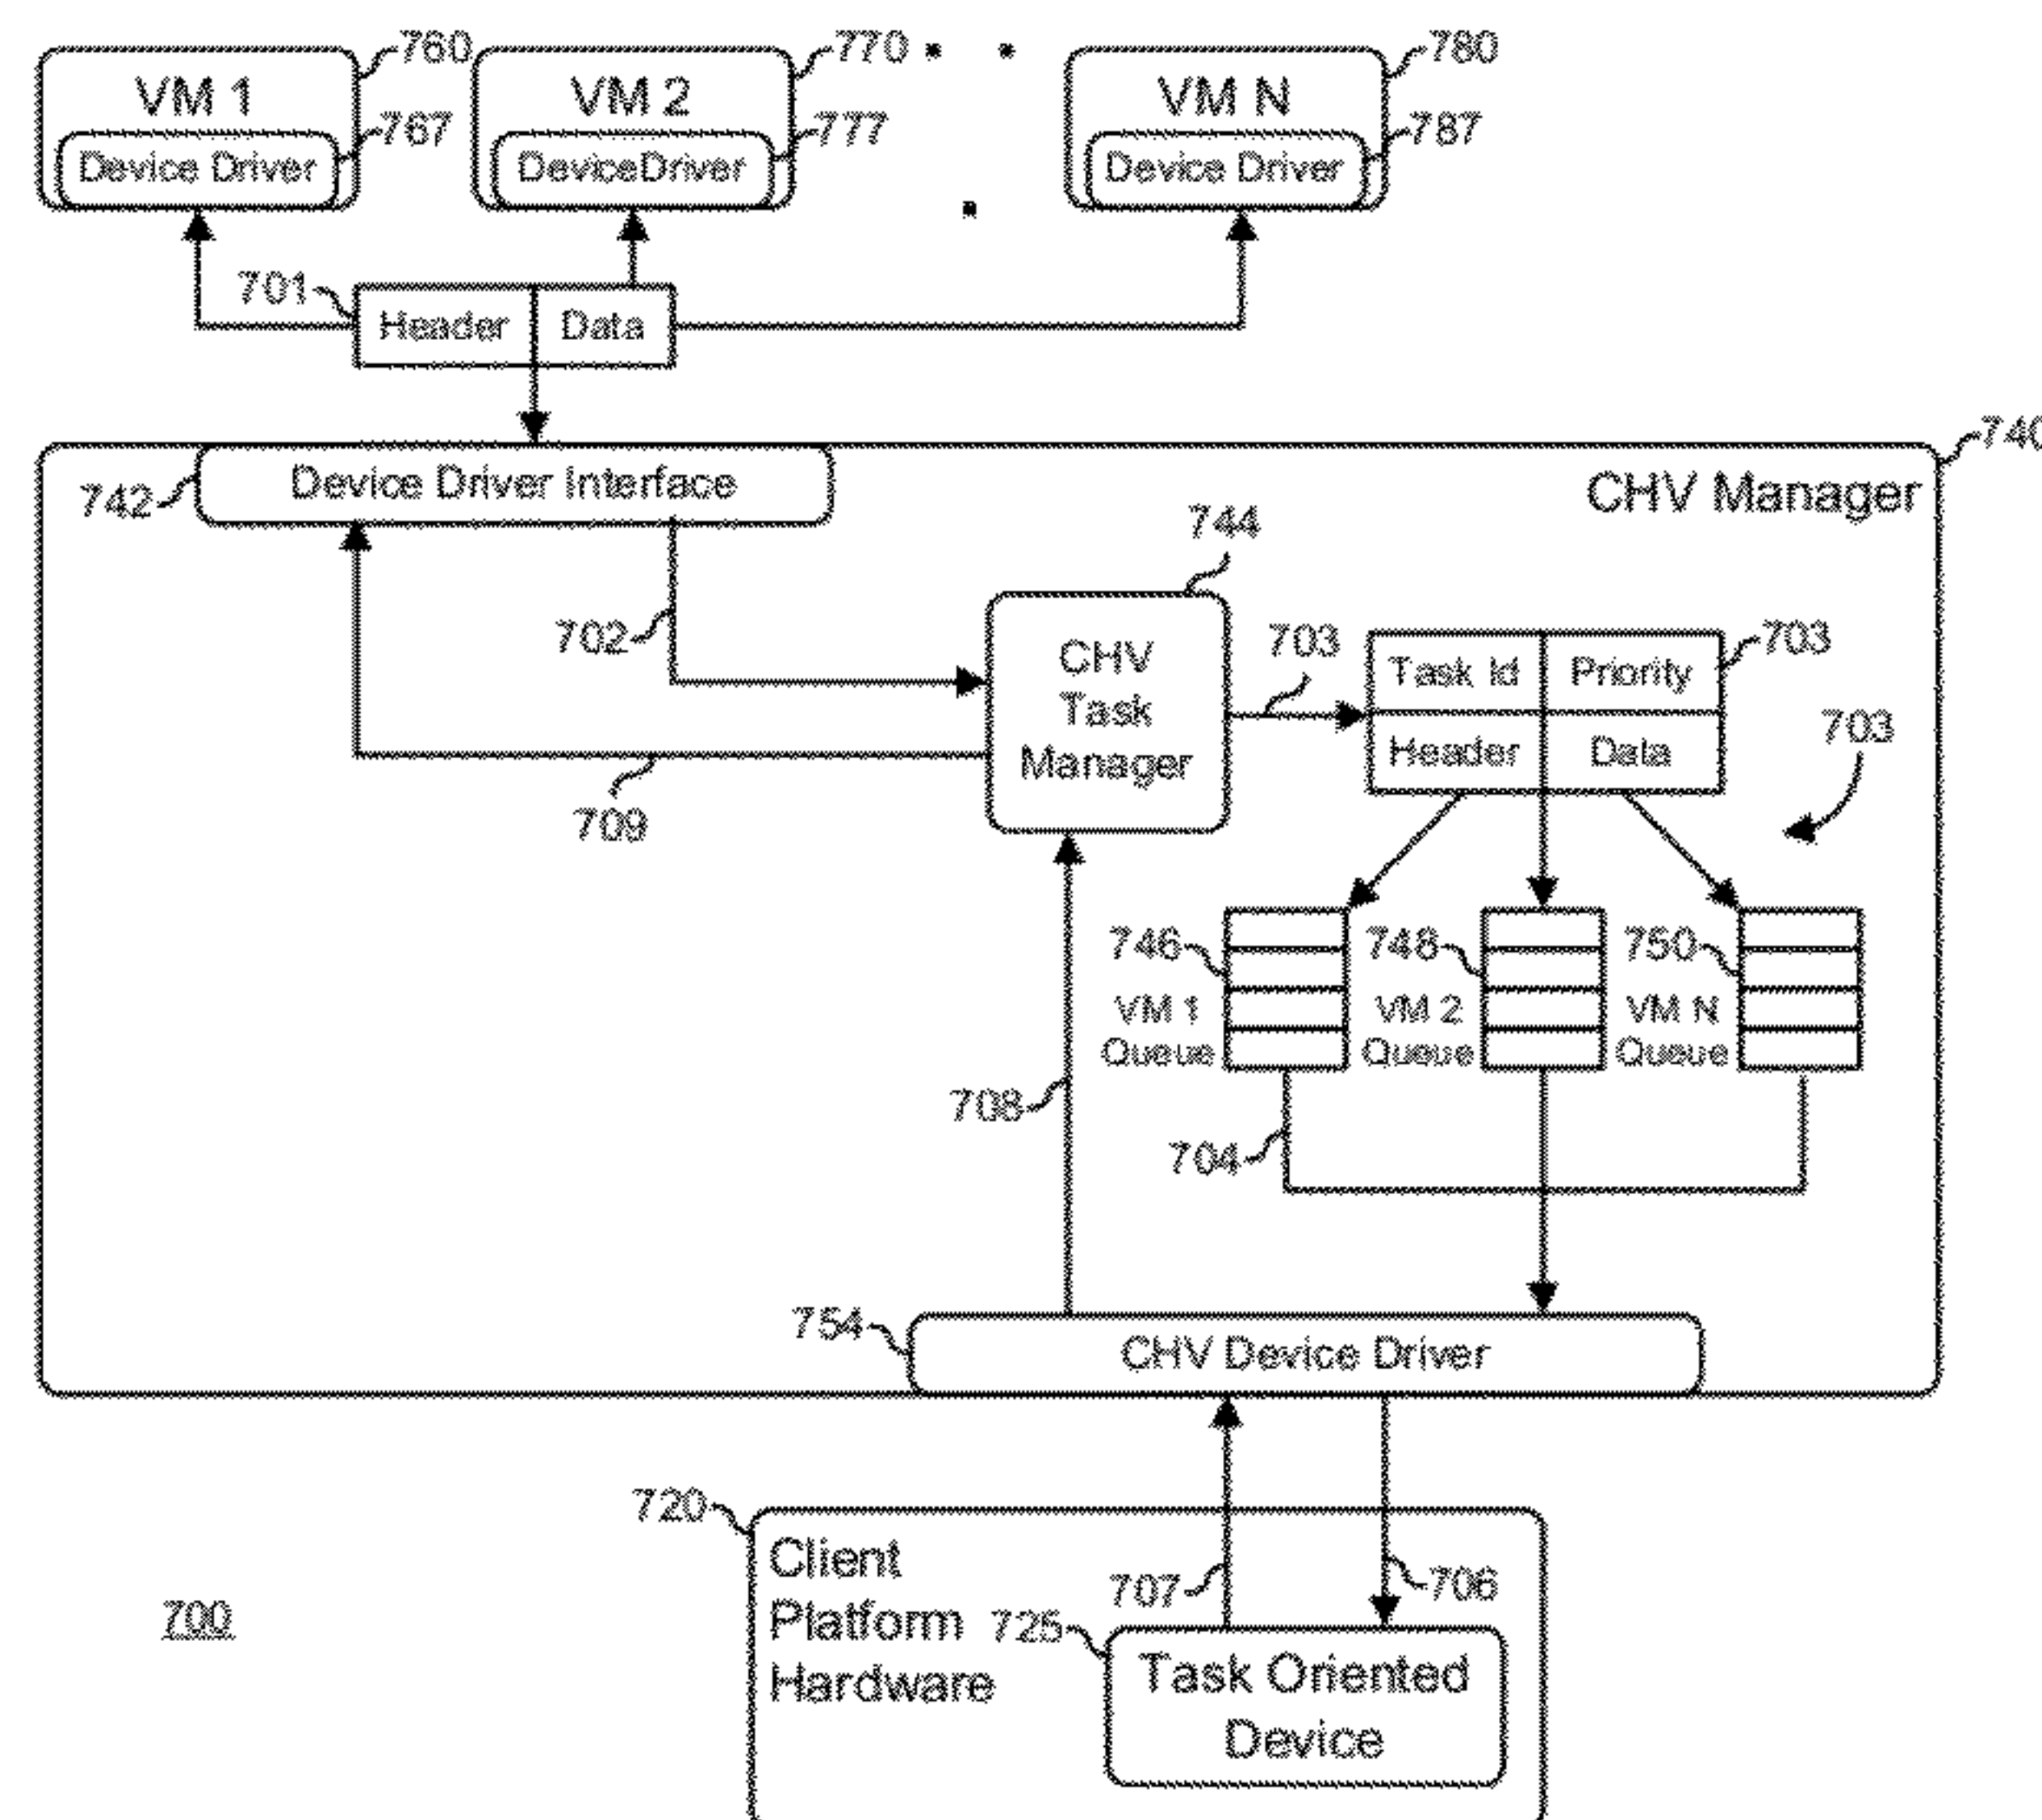 760
770
780
VM 1
VM 2
VM N
767
777
787
Device Driver
DeviceDriver
Device Driver
701
Header
Data
740
742
Device Driver Interface
CHV Manager
744
702
CHV
Task
Manager
703
Task Id
Priority
703
Header
Data
703
709
746
748
750
VM 1
Queue
VM 2
Queue
VM N
Queue
708
704
754
CHV Device Driver
720
Client
Platform
Hardware
707
706
700
725
Task Oriented
Device